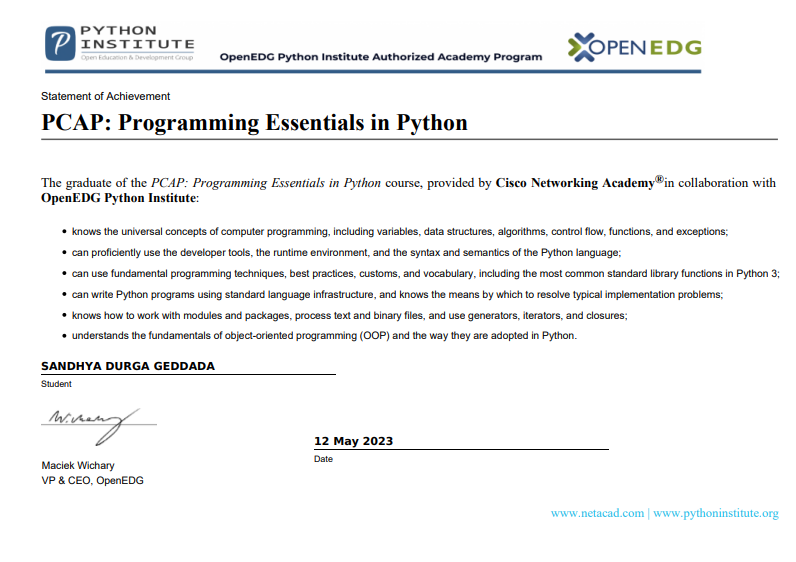 PYTHON
INSTITUTE
Open Education & Development Group
OpenEDG Python Institute Authorized Academy Program
OPENEDG
Statement of Achievement
PCAP: Programming Essentials in Python
The graduate of the PCAP: Programming Essentials in Python course, provided by Cisco Networking Academy®in collaboration with
OpenEDG Python Institute:
• knows the universal concepts of computer programming, including variables, data structures, algorithms, control flow, functions, and exceptions;
• can proficiently use the developer tools, the runtime environment, and the syntax and semantics of the Python language;
• can use fundamental programming techniques, best practices, customs, and vocabulary, including the most common standard library functions in Python 3;
• can write Python programs using standard language infrastructure, and knows the means by which to resolve typical implementation problems;
• knows how to work with modules and packages, process text and binary files, and use generators, iterators, and closures;
• understands the fundamentals of object-oriented programming (OOP) and the way they are adopted in Python.
SANDHYA DURGA GEDDADA
Student
W. Wichary
12 May 2023
Date
Maciek Wichary
VP & CEO, OpenEDG
www.netacad.com | www.pythoninstitute.org